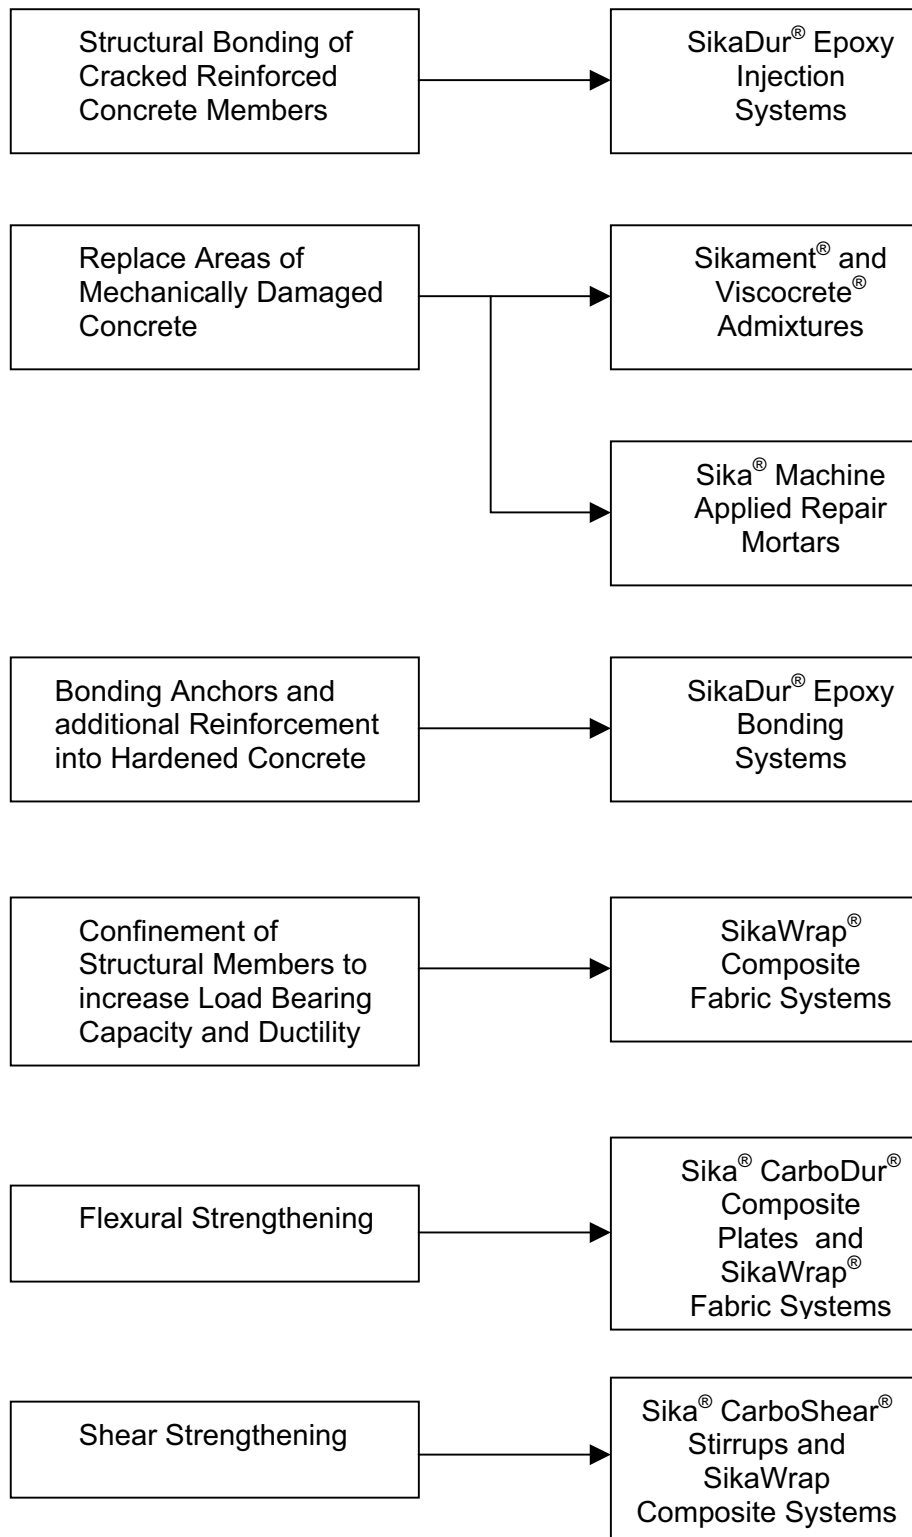 Structural Bonding of
Cracked Reinforced
Concrete Members
SikaDur® Epoxy
Injection
Systems
Replace Areas of
Mechanically Damaged
Concrete
Sikament® and
Viscocrete®
Admixtures
Sika® Machine
Applied Repair
Mortars
Bonding Anchors and
additional Reinforcement
into Hardened Concrete
SikaDur® Epoxy
Bonding
Systems
Confinement of
Structural Members to
increase Load Bearing
Capacity and Ductility
SikaWrap®
Composite
Fabric Systems
Flexural Strengthening
Sika® CarboDur®
Composite
Plates and
SikaWrap®
Fabric Systems
Shear Strengthening
Sika® CarboShear®
Stirrups and
SikaWrap
Composite Systems